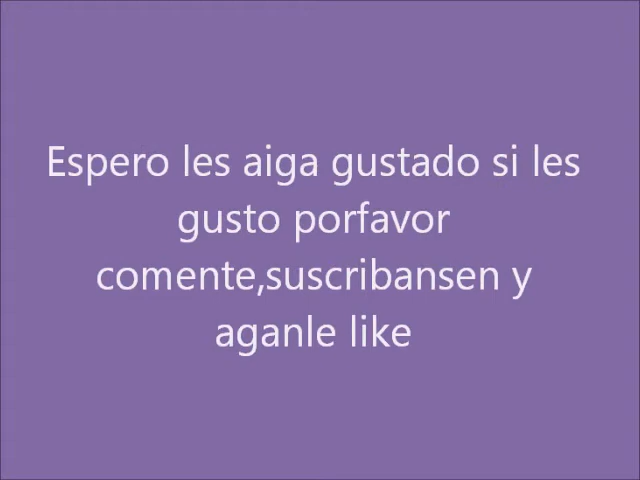 Espero les aiga gustado si les
gusto porfavor
comente,suscribansen y
aganle like